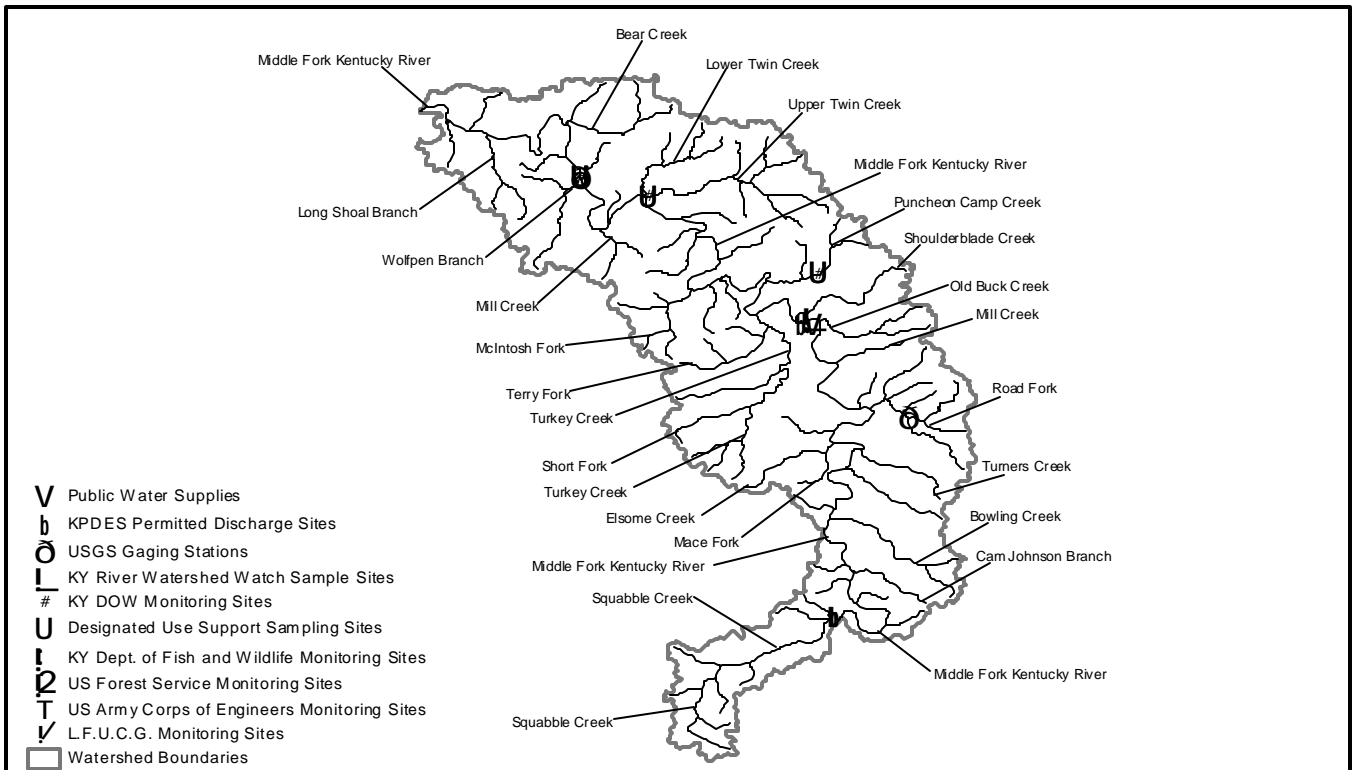 Bear Creek
Middle Fork Kentucky River
Lower Twin Creek
Upper Twin Creek
Middle Fork Kentucky River
Puncheon Camp Creek
Long Shoal Branch
Shoulderblade Creek
Wolfpen Branch
Old Buck Creek
Mill Creek
Mill Creek
McIntosh Fork
Road Fork
Terry Fork
Turkey Creek
Short Fork
Turners Creek
Turkey Creek
Elsome Creek
Bowling Creek
Mace Fork
Cam Johnson Branch
Middle Fork Kentucky River
Squabble Creek
Middle Fork Kentucky River
Squabble Creek
V Public Water Supplies
b KPDES Permitted Discharge Sites
USGS Gaging Stations
KY River Watershed Watch Sample Sites
# KY DOW Monitoring Sites
U Designated Use Support Sampling Sites
KY Dept. of Fish and Wildlife Monitoring Sites
US Forest Service Monitoring Sites
T US Army Corps of Engineers Monitoring Sites
L.F.U.C.G. Monitoring Sites
Watershed Boundaries